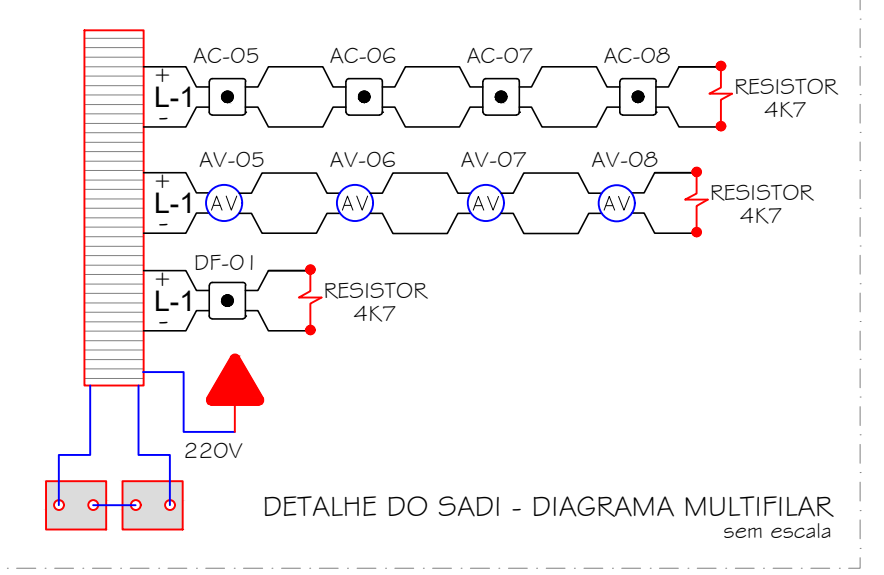 AC-05 AC-06 AC-07 AC-08
+
L-1
-
RESISTOR
4K7
AV-05 AV-06 AV-07 AV-08
+
L-1
-
AV AV AV AV
RESISTOR
4K7
DF-01
+
L-1
-
RESISTOR
4K7
220V
DETALHE DO SADI - DIAGRAMA MULTIFILAR
sem escala